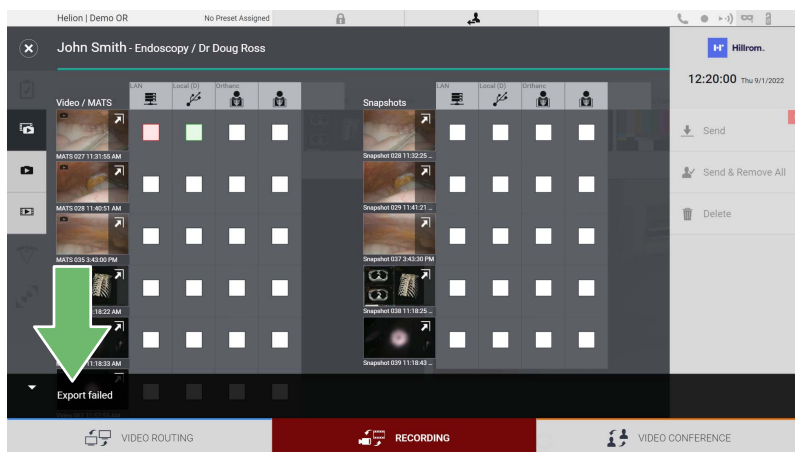 Helion | Demo OR
No Preset Assigned
John Smith - Endoscopy / Dr Doug Ross
Hillrom.
12:20:00 Thu 9/1/2022
Video / MATS
LAN
Local (D)
Orthanc
Snapshots
LAN
Local (D)
Orthanc
MATS 027 11:31:55 AM
Snapshot 028 11:32:25 ...
MATS 028 11:40:51 AM
Snapshot 029 11:41:21 ...
MATS 035 3:43:00 PM
Snapshot 037 3:43:30 PM
:18:22 AM
Snapshot 038 11:18:25 ...
11:18:33 AM
Snapshot 039 11:18:43 ...
Send
Send & Remove All
Delete
Export failed
VIDEO ROUTING
RECORDING
VIDEO CONFERENCE